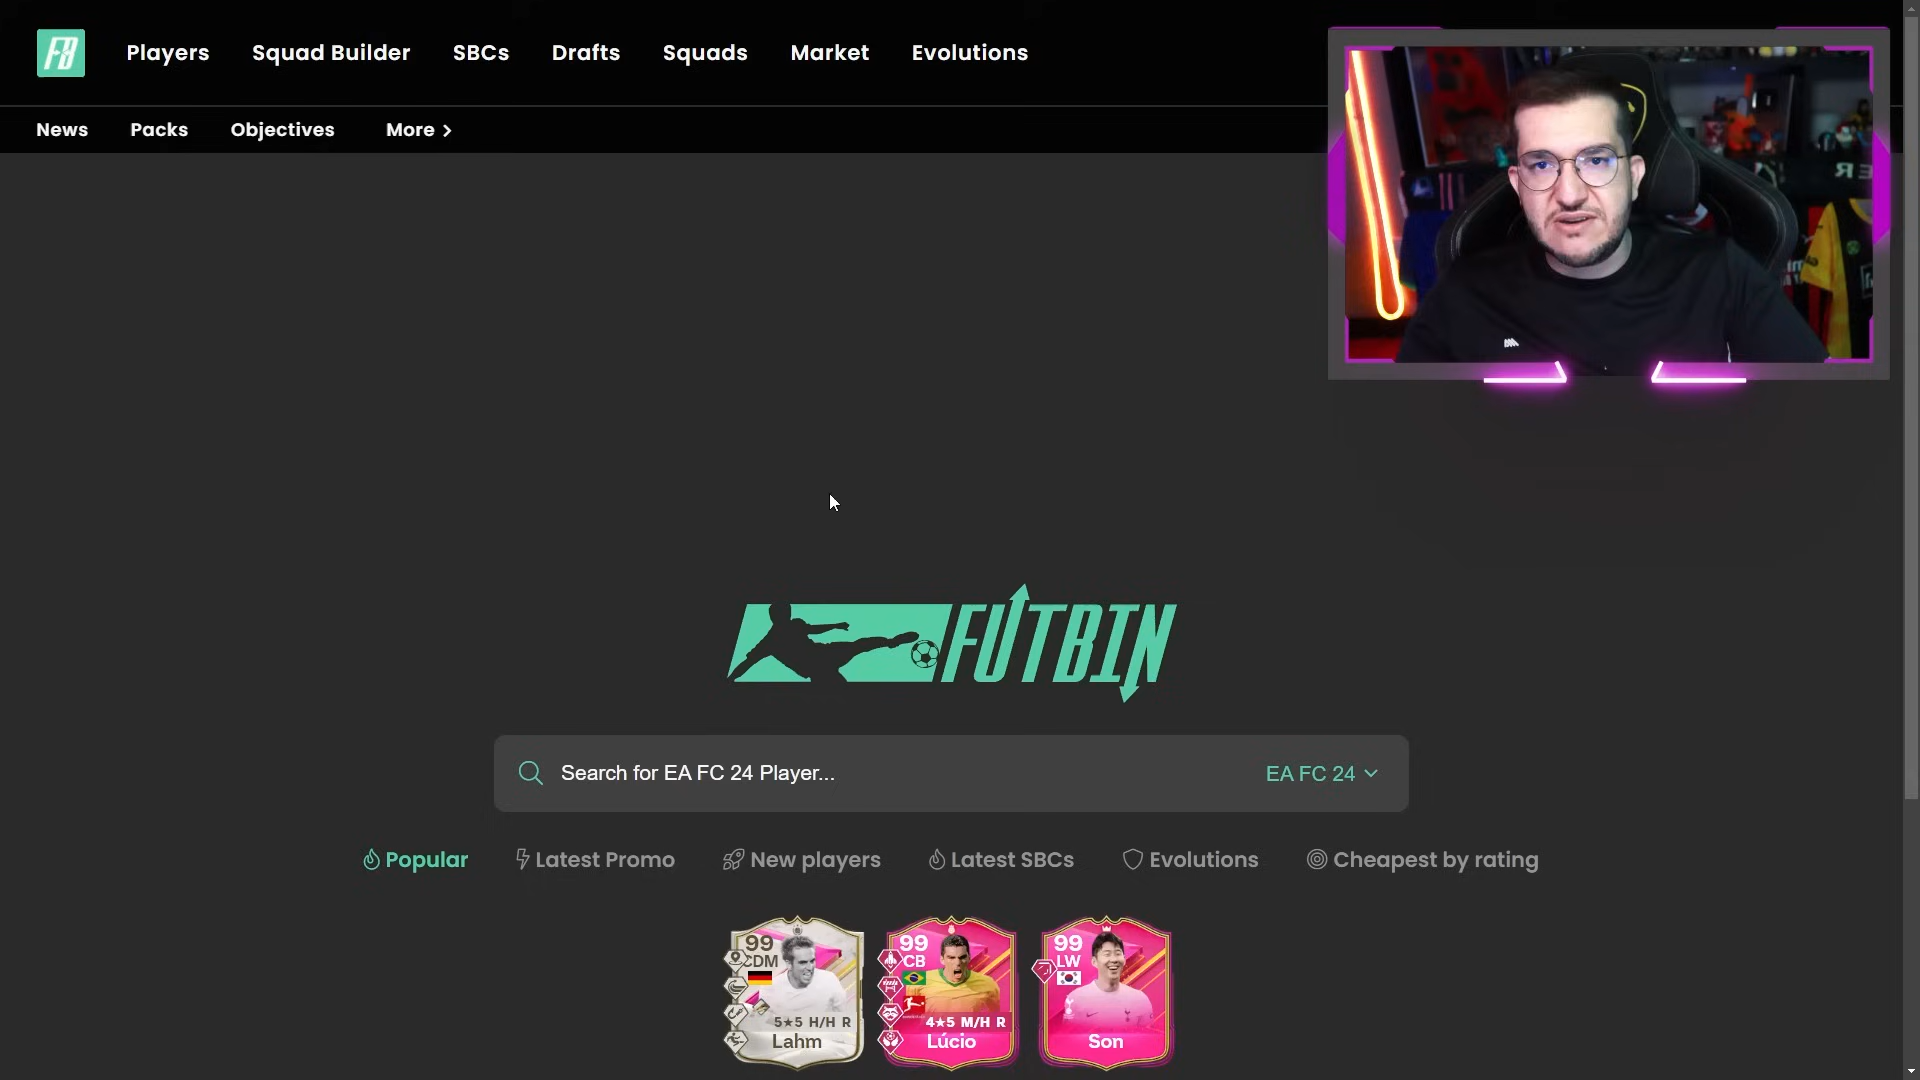 FB
Players Squad Builder SBCs Drafts Squads Market Evolutions
News Packs Objectives More
FUTBIN
Search for EA FC 24 Player... EA FC 24
Popular Latest Promo New players Latest SBCs Evolutions Cheapest by rating
99 99 99
CDM CB LW
5★5 H/H R 4★5 M/H R
Lahm Lúcio Son